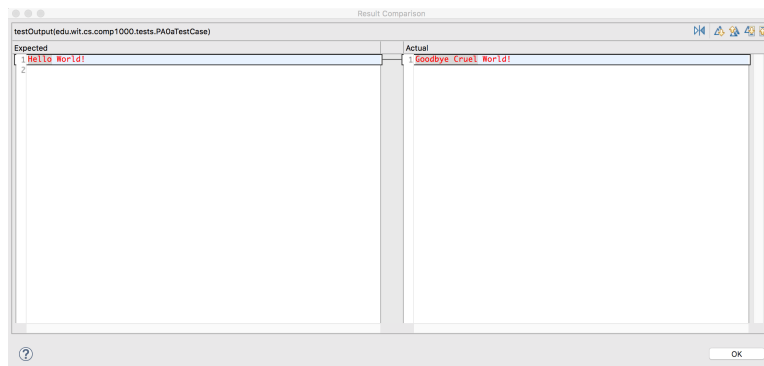 Result Comparison
testOutput(edu.wit.cs.comp1000.tests.PA0aTestCase)
Expected
Actual
1 Hello World!
2
1 Goodbye Cruel World!
?
OK